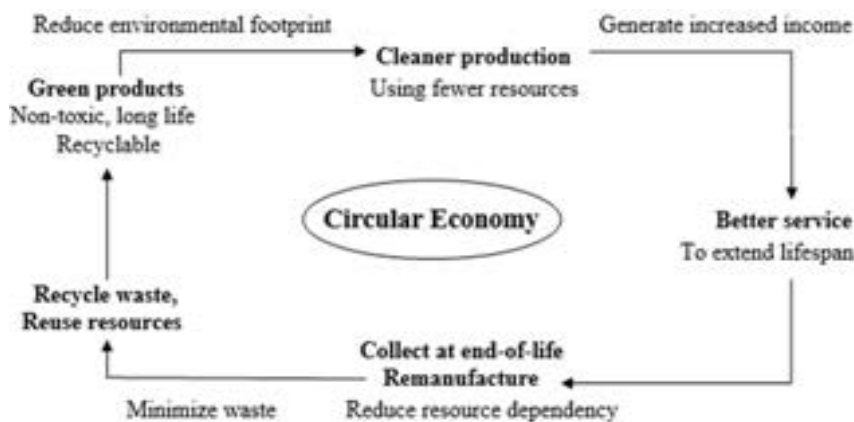 Reduce environmental footprint
Generate increased income
Cleaner production
Using fewer resources
Green products
Non-toxic, long life
Recyclable
Circular Economy
Better service
To extend lifespan
Recycle waste,
Reuse resources
Collect at end-of-life
Remanufacture
Minimize waste
Reduce resource dependency